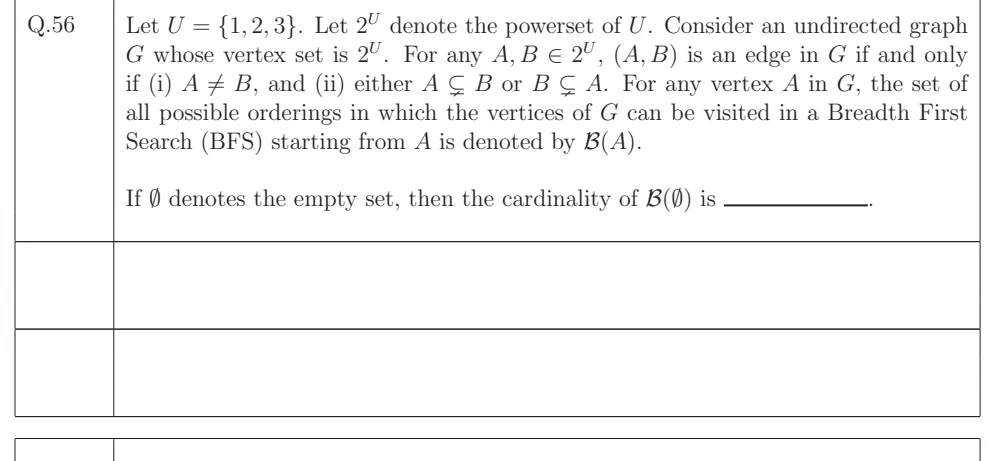 Q.56
Let U = {1, 2, 3}. Let 2^U denote the powerset of U. Consider an undirected graph
G whose vertex set is 2^U. For any A, B ∈ 2^U, (A, B) is an edge in G if and only
if (i) A ≠ B, and (ii) either A ⊊ B or B ⊊ A. For any vertex A in G, the set of
all possible orderings in which the vertices of G can be visited in a Breadth First
Search (BFS) starting from A is denoted by ℬ(A).
If ∅ denotes the empty set, then the cardinality of ℬ(∅) is ____________.